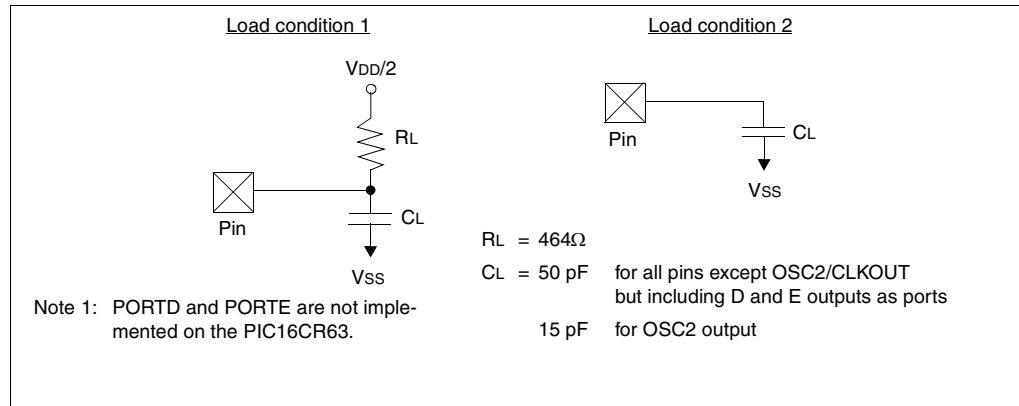 Load condition 1
VDD/2
RL
Pin
CL
VSS
Note 1: PORTD and PORTE are not imple-
mented on the PIC16CR63.
Load condition 2
Pin
CL
VSS
RL = 464Ω
CL = 50 pF for all pins except OSC2/CLKOUT
but including D and E outputs as ports
15 pF for OSC2 output